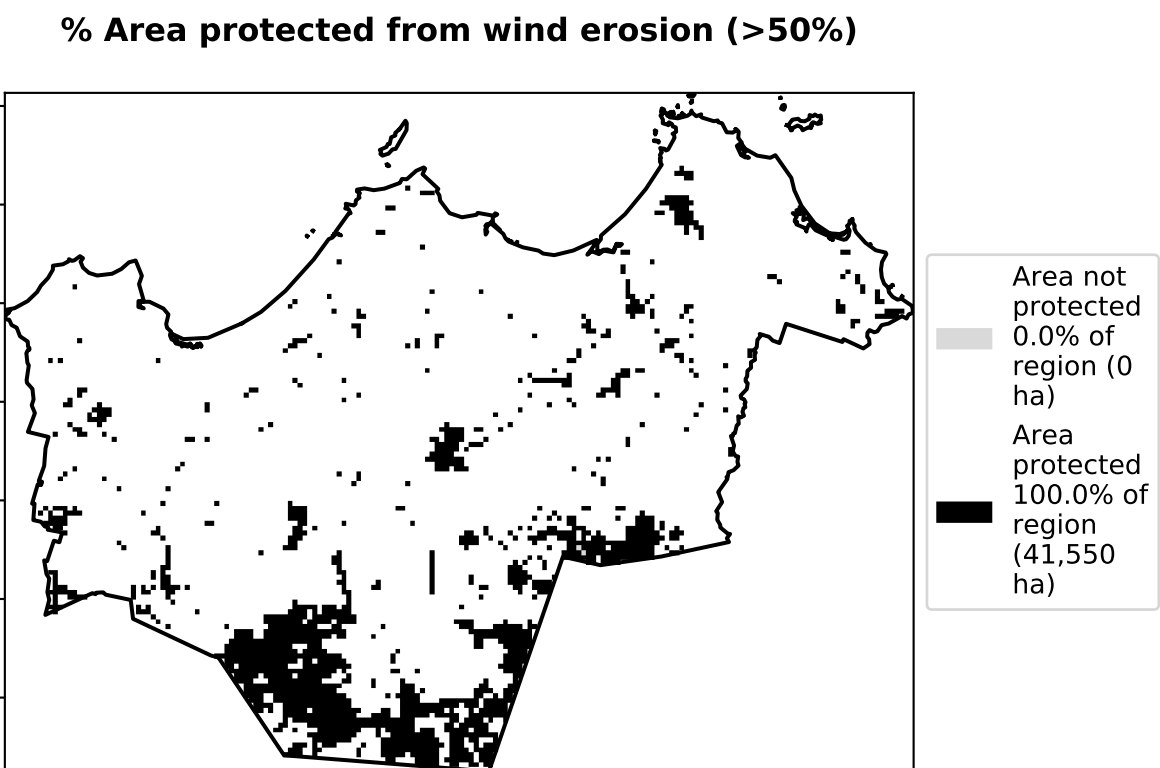 % Area protected from wind erosion (>50%)
Area not
protected
0.0% of
region (0
ha)
Area
protected
100.0% of
region
(41,550
ha)